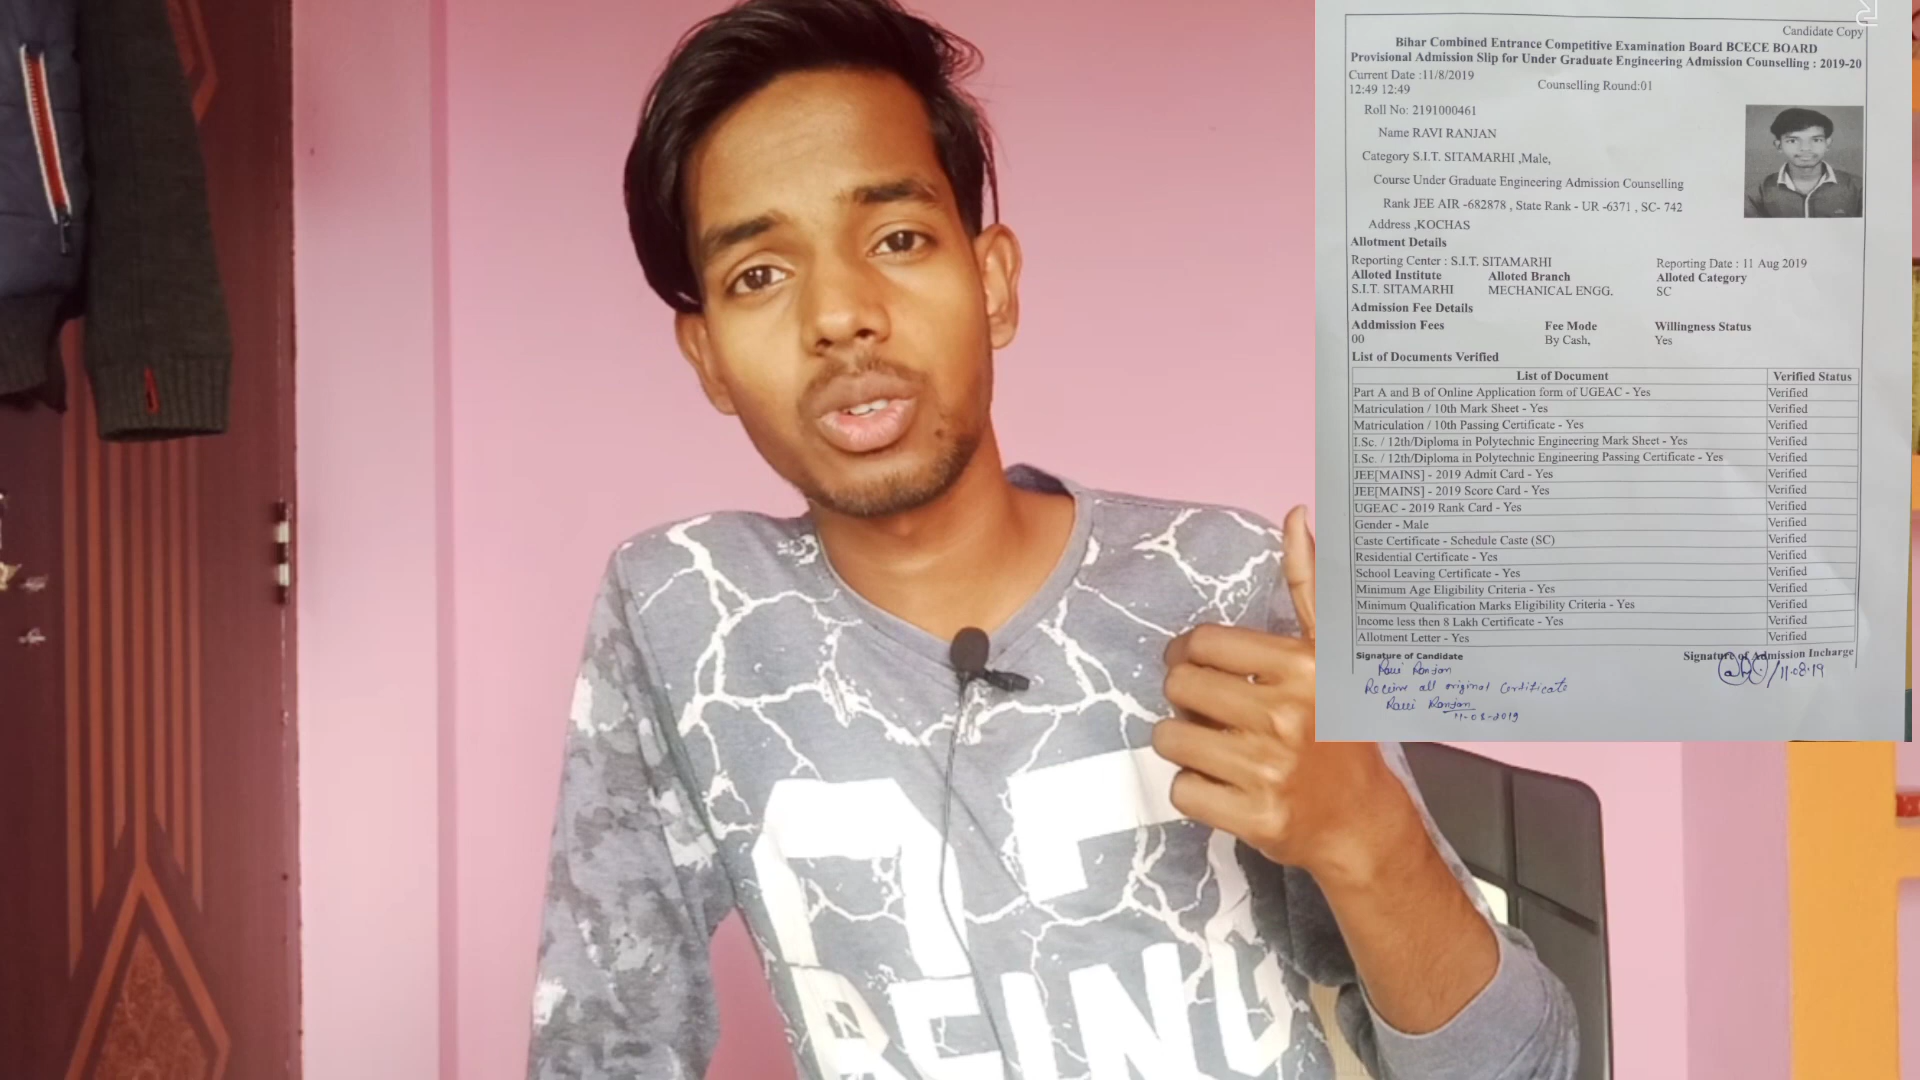 Candidate Copy
Bihar Combined Entrance Competitive Examination Board BCECE BOARD
Provisional Admission Slip for Under Graduate Engineering Admission Counselling : 2019-20
Current Date :11/8/2019
12:49 12:49 Counselling Round:01
Roll No: 2191000461
Name RAVI RANJAN
Category S.I.T. SITAMARHI ,Male,
Course Under Graduate Engineering Admission Counselling
Rank JEE AIR -682878 , State Rank - UR -6371 , SC- 742
Address ,KOCHAS
Allotment Details
Reporting Center : S.I.T. SITAMARHI Reporting Date : 11 Aug 2019
Alloted Institute Alloted Branch Alloted Category
S.I.T. SITAMARHI MECHANICAL ENGG. SC
Admission Fee Details
Addmission Fees Fee Mode Willingness Status
00 By Cash, Yes
List of Documents Verified
List of Document Verified Status
Part A and B of Online Application form of UGEAC - Yes Verified
Matriculation / 10th Mark Sheet - Yes Verified
Matriculation / 10th Passing Certificate - Yes Verified
I.Sc. / 12th/Diploma in Polytechnic Engineering Mark Sheet - Yes Verified
I.Sc. / 12th/Diploma in Polytechnic Engineering Passing Certificate - Yes Verified
JEE[MAINS] - 2019 Admit Card - Yes Verified
JEE[MAINS] - 2019 Score Card - Yes Verified
UGEAC - 2019 Rank Card - Yes Verified
Gender - Male Verified
Caste Certificate - Schedule Caste (SC) Verified
Residential Certificate - Yes Verified
School Leaving Certificate - Yes Verified
Minimum Age Eligibility Criteria - Yes Verified
Minimum Qualification Marks Eligibility Criteria - Yes Verified
Income less then 8 Lakh Certificate - Yes Verified
Allotment Letter - Yes Verified
Signature of Candidate Signature of Admission Incharge
Ravi Ranjan 11.08.19
Receive all original Certificate
Ravi Ranjan
11-08-2019